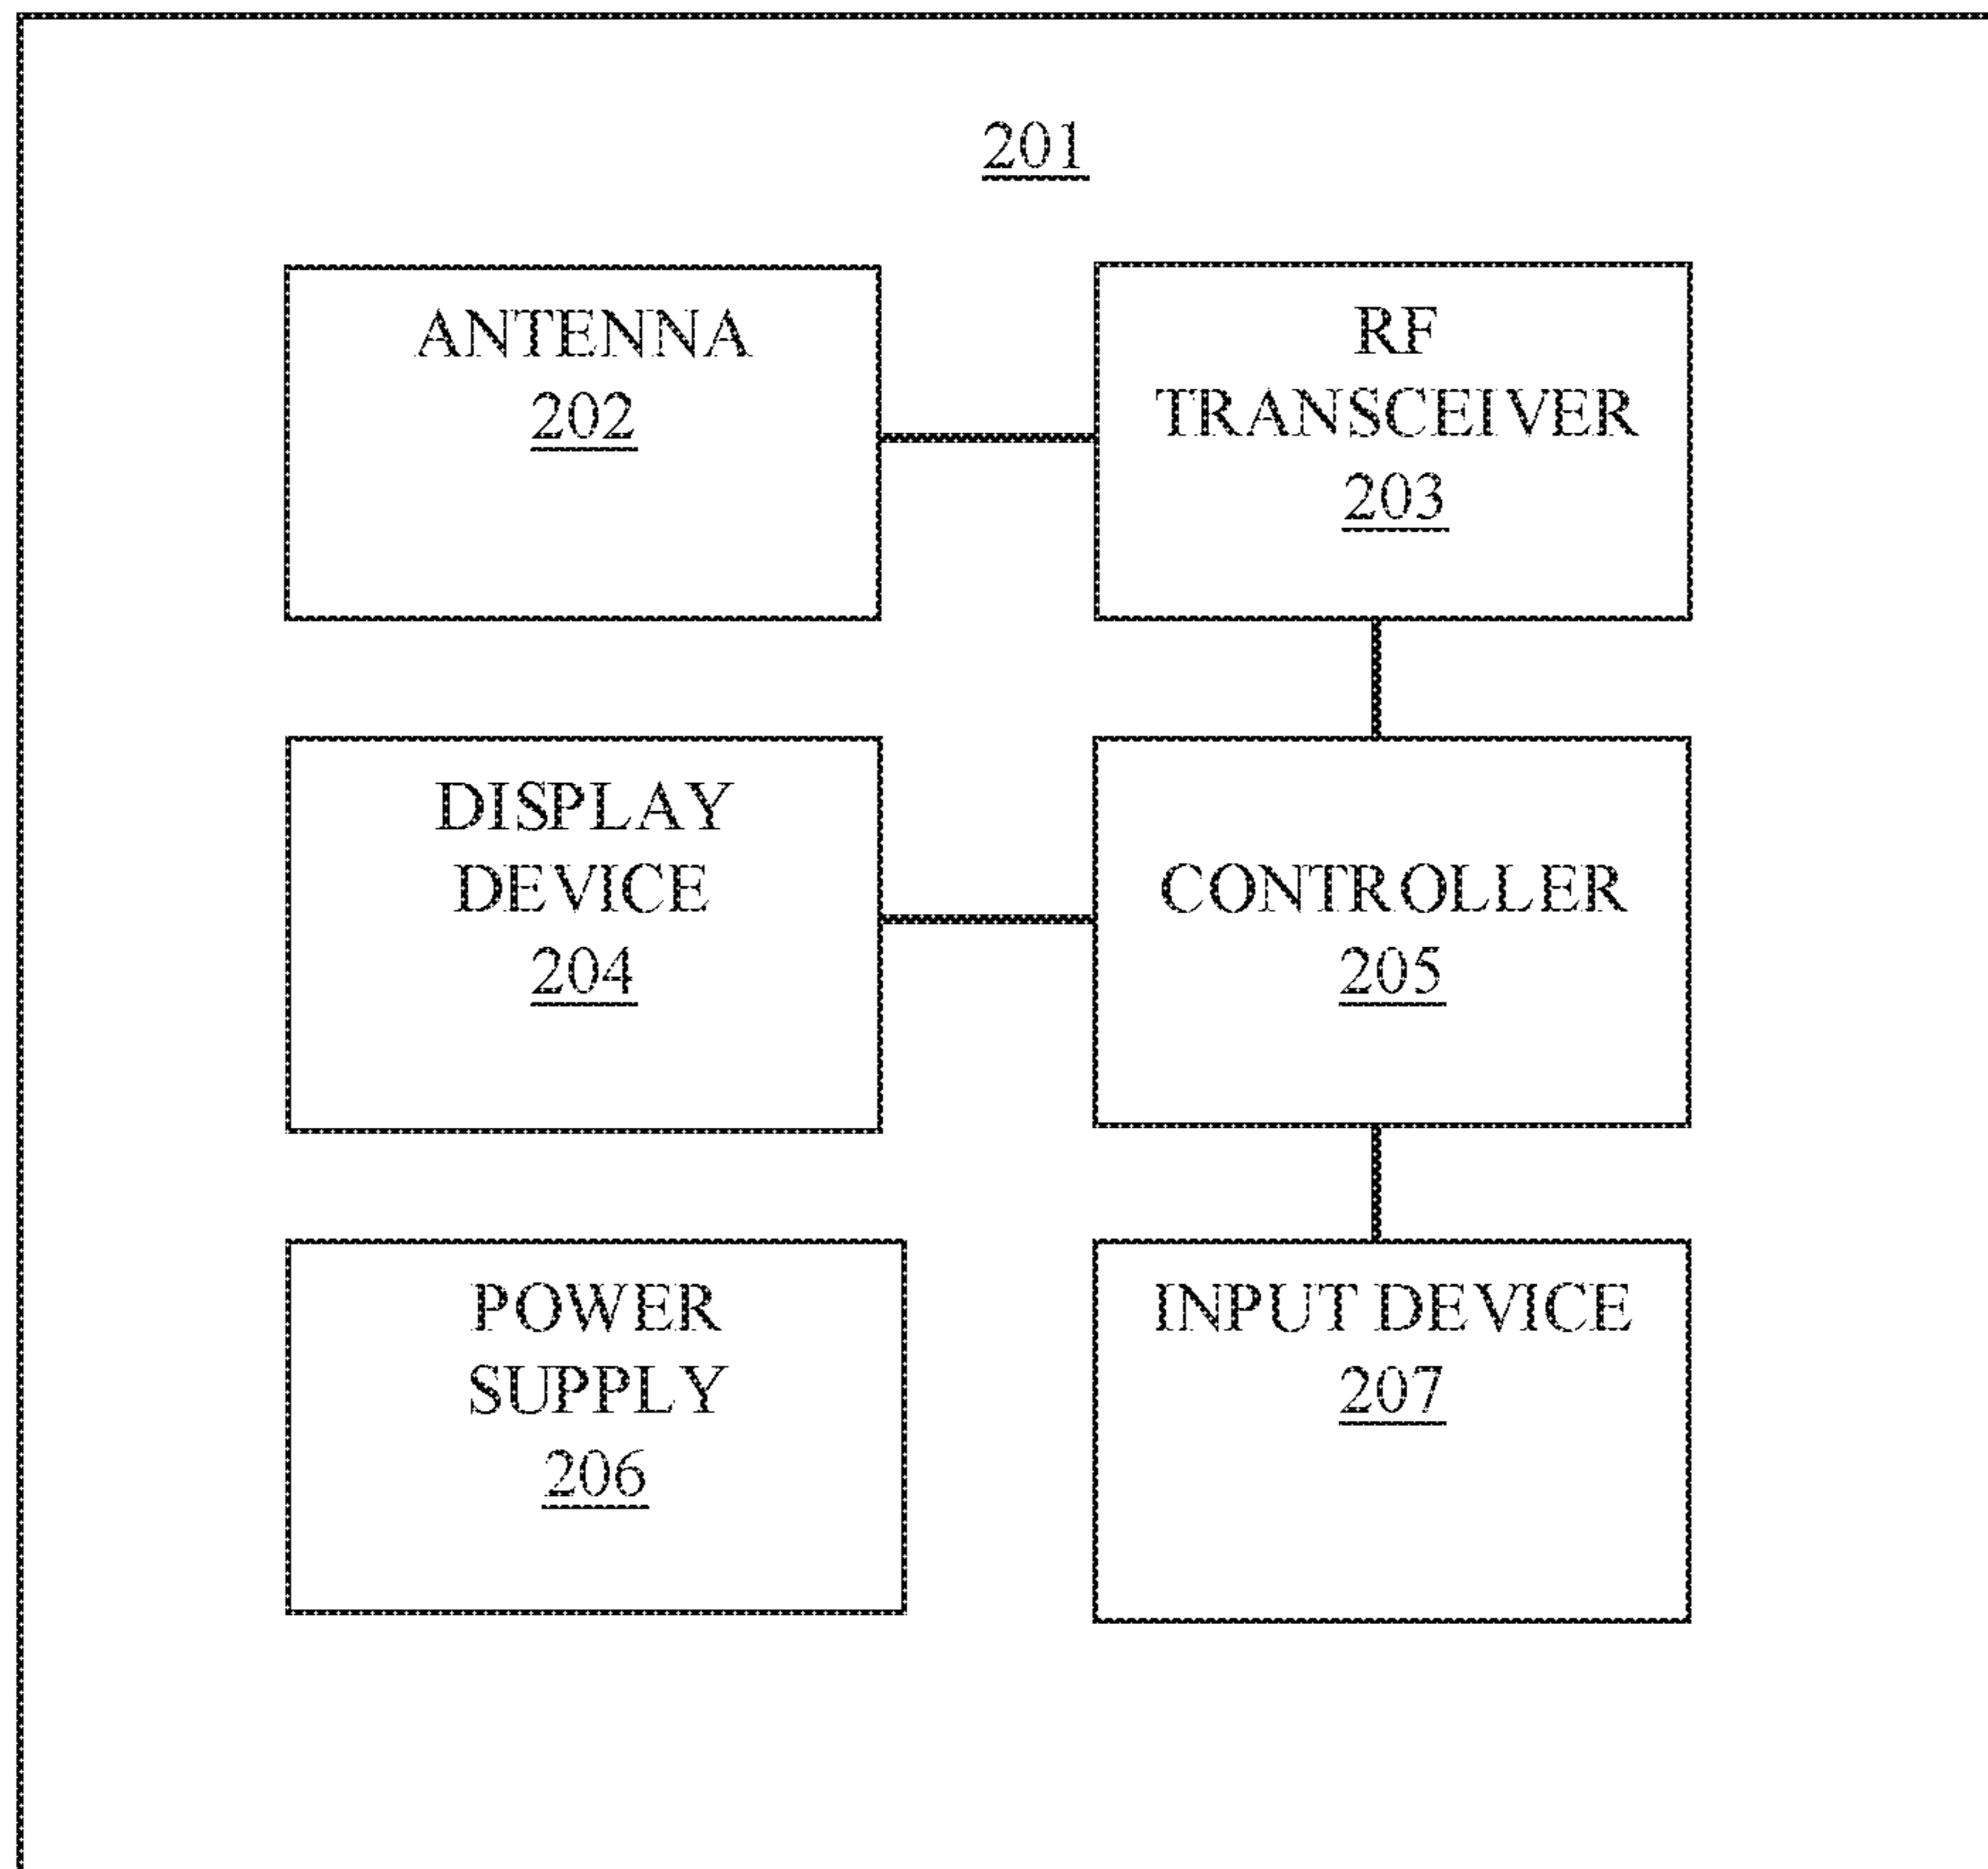 201
ANTENNA
202
RF
TRANSCEIVER
203
DISPLAY
DEVICE
204
CONTROLLER
205
POWER
SUPPLY
206
INPUT DEVICE
207